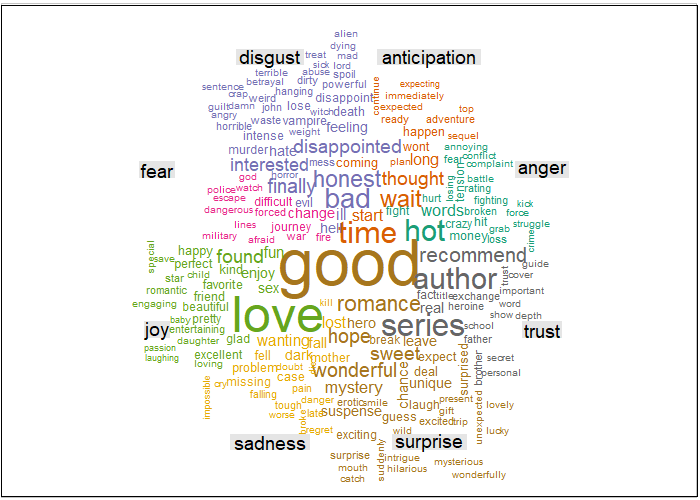 alien
dying
disgust treat mad anticipation
sick lord
terrible abuse spoil
betrayal dirty powerful continue expecting
sentence hanging disappoint immediately
crap weird
guilt damn john lose witch death expected top
angry waste vampire ready adventure
horrible weight feeling happen sequel
intense disappointed wont annoying
murder hate mess coming plan long fear conflict
fear interested complaint anger
god horror honest thought tension battle
police watch finally losing crating
escape difficult evil bad wait hurt fighting kick
dangerous forced change ill start fight words broken force
lines journey hell time hot crazy hit grab struggle
military afraid war fire money loss crime
happy found fun recommend
special save perfect kind good trust guide
star child enjoy author cover
romantic favorite sex important
friend kill romance fact title exchange word
engaging beautiful love real heroine show depth
baby pretty lost hero series school
joy entertaining trust
daughter glad wanting fall hope break leave father
passion excellent fell dark sweet expect surprised secret
laughing loving mother brother
problem doubt die wonderful deal personal
impossible cry missing case mystery chance unique
falling pain
tough danger erotic smile laugh present lovely
worse late suspense gift
broke guess excited trip unexpected
regret exciting wild lucky
sadness surprise
surprise suddenly intrigue mysterious
mouth hilarious
catch wonderfully